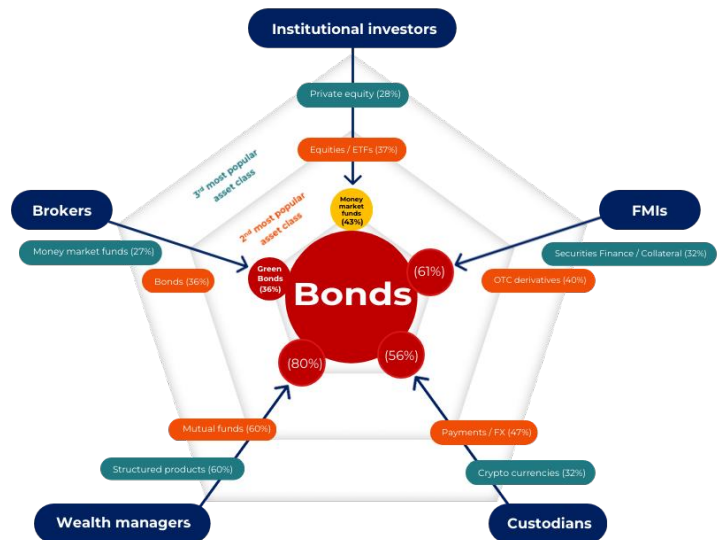 Institutional investors
Private equity (28%)
Equities / ETFs (37%)
3rd most popular
asset class
2nd most popular
asset class
Money
market
funds
(43%)
Brokers
FMIs
Money market funds (27%)
Securities Finance / Collateral (32%)
Bonds (36%)
Green
Bonds
(36%)
Bonds
(61%)
OTC derivatives (40%)
(80%)
(56%)
Mutual funds (60%)
Payments / FX (47%)
Structured products (60%)
Crypto currencies (32%)
Wealth managers
Custodians